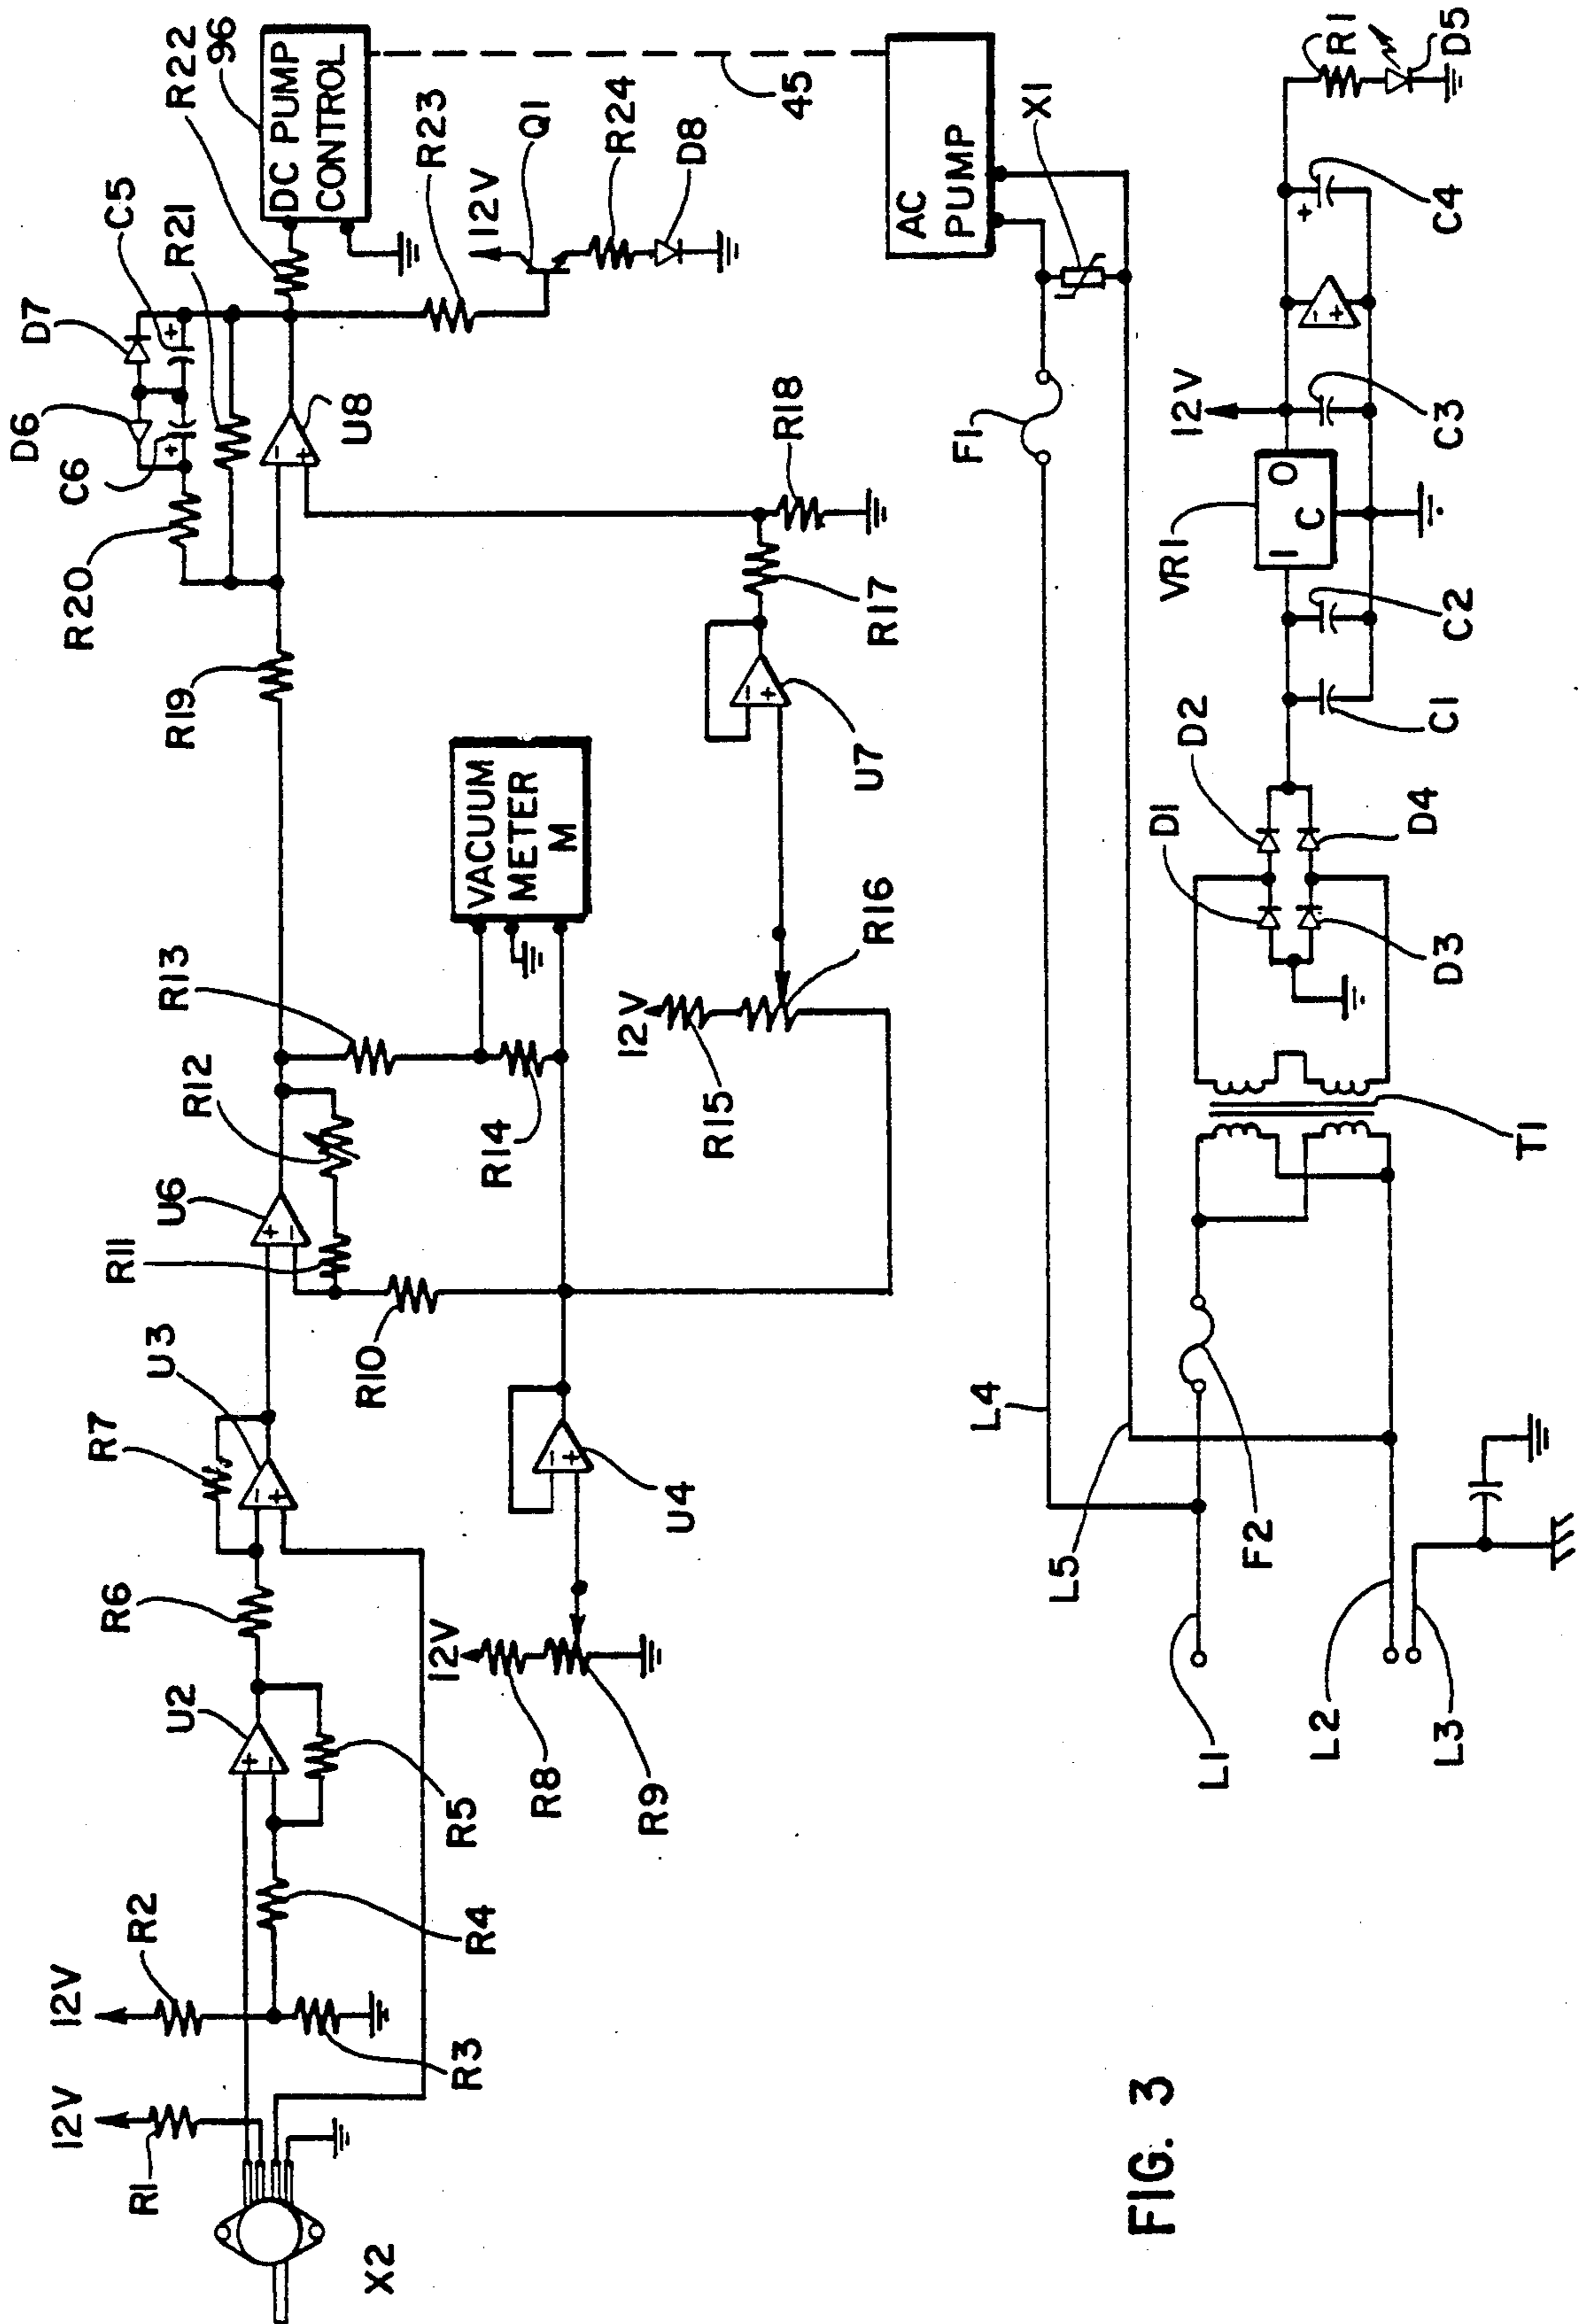 D7
D6
C6
C5
R21
R22
96
DC PUMP
CONTROL
R20
R19
+
+
−
+
U8
R23
12V
Q1
R24
D8
45
AC
PUMP
X1
F1
R18
R17
−
+
U7
VACUUM
METER
M
R13
R12
R14
12V
R15
R16
U6
+
−
R11
R10
U3
R7
−
+
R6
−
+
U4
12V
R8
R9
U2
+
−
R5
R4
12V
R2
R3
12V
R1
X2
L4
L5
L1
L2
L3
F2
T1
D1
D2
D3
D4
C1
C2
VR1
I
O
C
12V
C3
−
+
+
C4
R1
D5
FIG. 3